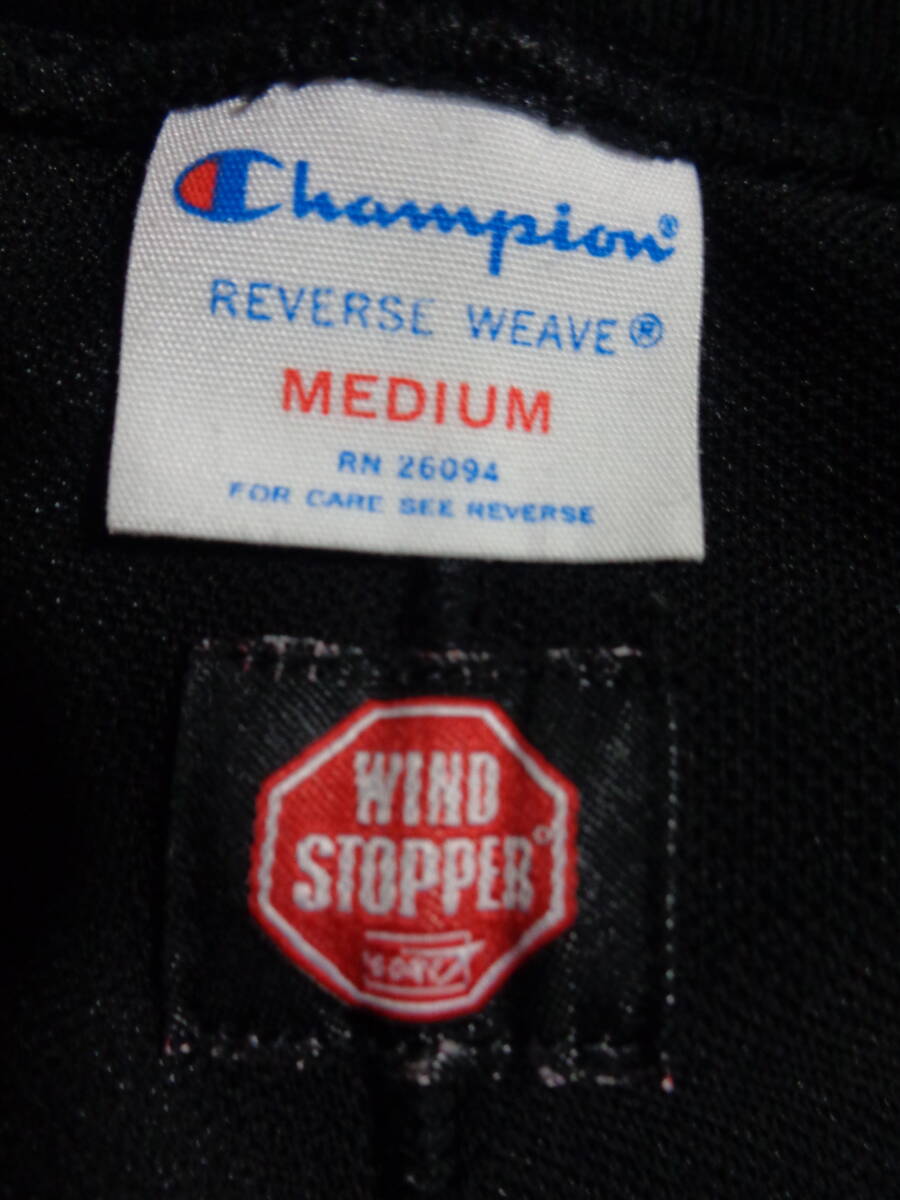 Champion®
REVERSE WEAVE®
MEDIUM
RN 26094
FOR CARE SEE REVERSE
WIND
STOPPER®